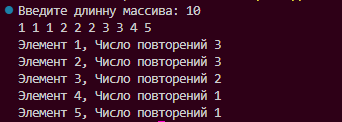 Введите длинну массива: 10
1 1 1 2 2 2 3 3 4 5
Элемент 1, Число повторений 3
Элемент 2, Число повторений 3
Элемент 3, Число повторений 2
Элемент 4, Число повторений 1
Элемент 5, Число повторений 1